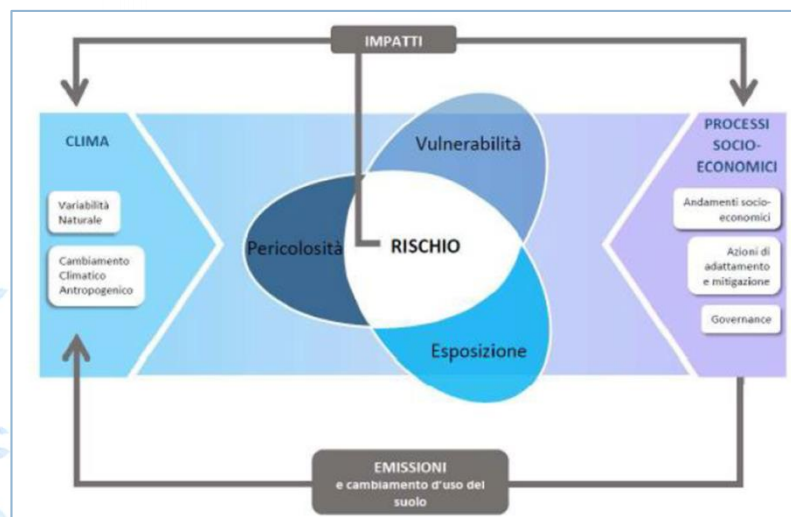 IMPATTI
CLIMA
Variabilità
Naturale
Cambiamento
Climatico
Antropogenico
Vulnerabilità
Pericolosità
RISCHIO
Esposizione
PROCESSI
SOCIO-
ECONOMICI
Andamenti socio-
economici
Azioni di
adattamento
e mitigazione
Governance
EMISSIONI
e cambiamento d'uso del
suolo